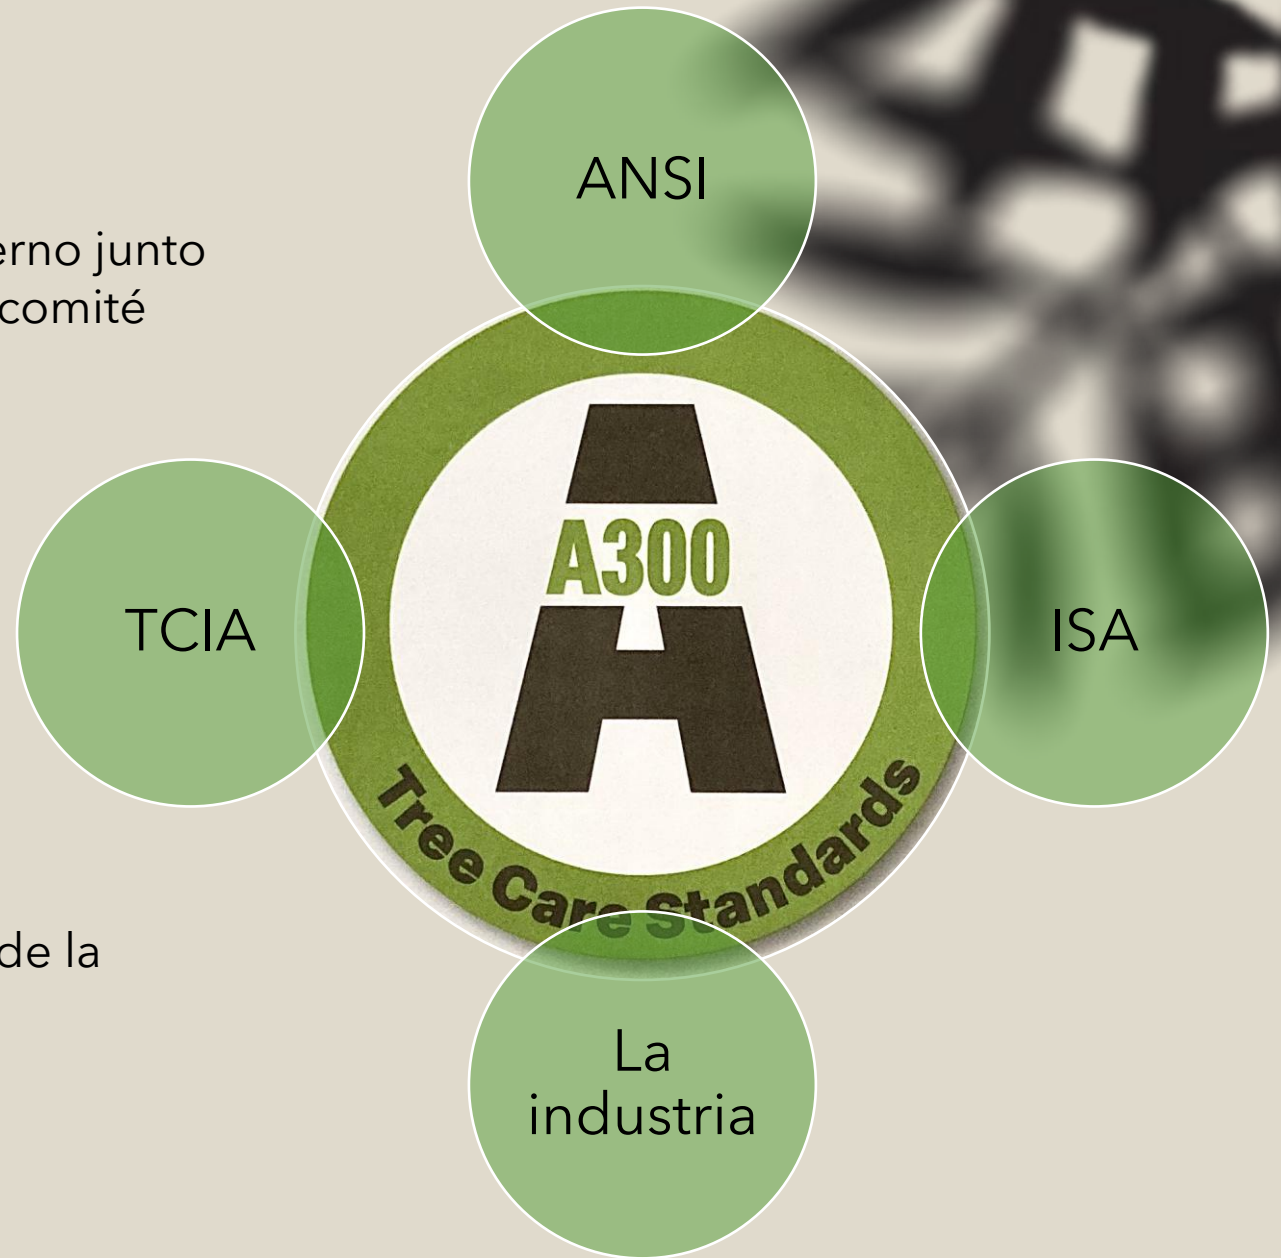 ANSI
erno junto
comité
A300
TCIA
ISA
Tree Care Standards
de la
La
industria